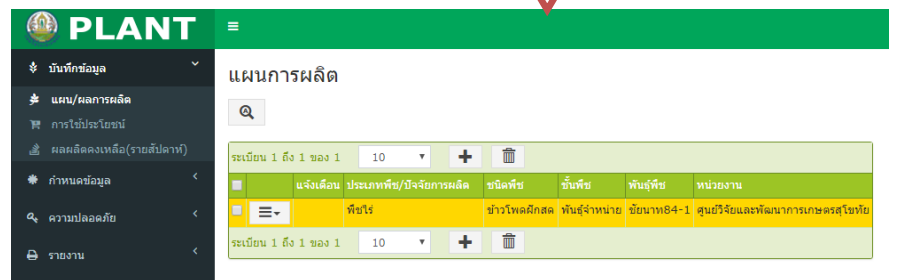 PLANT
บันทึกข้อมูล
แผน/ผลการผลิต
การใช้ประโยชน์
ผลผลิตคงเหลือ(รายสัปดาห์)
กำหนดข้อมูล
ความปลอดภัย
รายงาน
แผนการผลิต
ระเบียน 1 ถึง 1 ของ 1 10
แจ้งเตือน ประเภทพืช/ปัจจัยการผลิต ชนิดพืช ชั้นพืช พันธุ์พืช หน่วยงาน
พืชไร่ ข้าวโพดฝักสด พันธุ์จำหน่าย ชัยนาท84-1 ศูนย์วิจัยและพัฒนาการเกษตรสุโขทัย
ระเบียน 1 ถึง 1 ของ 1 10